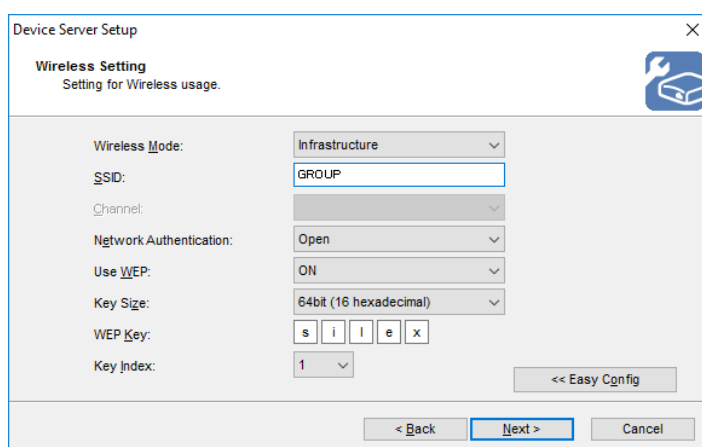 Device Server Setup
Wireless Setting
Setting for Wireless usage.
Wireless Mode: Infrastructure
SSID: GROUP
Channel:
Network Authentication: Open
Use WEP: ON
Key Size: 64bit (16 hexadecimal)
WEP Key: s i l e x
Key Index: 1
<< Easy Config
< Back Next > Cancel